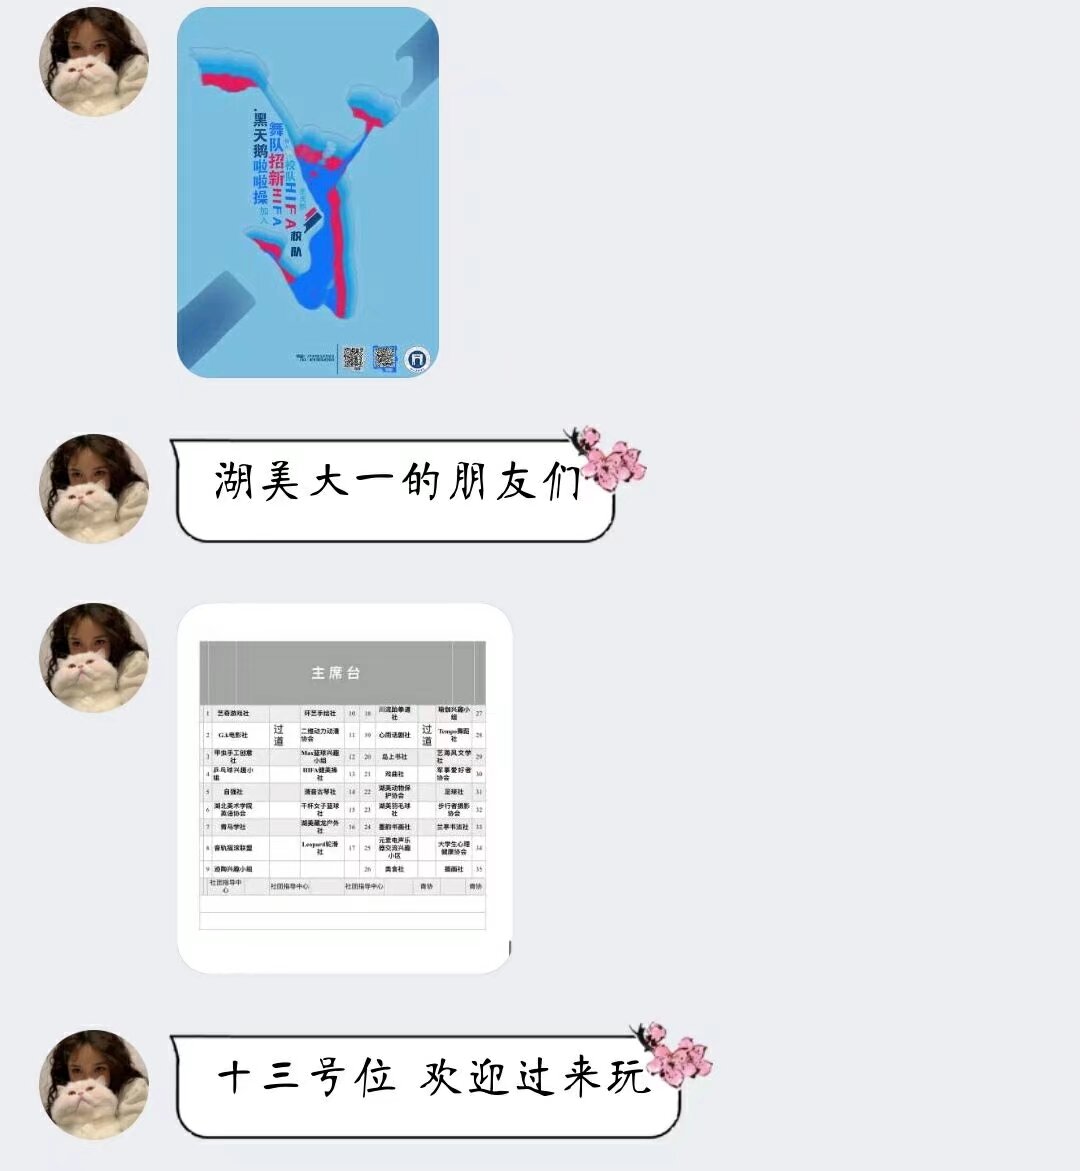 黑天鹅啦啦操加入
舞队招新HIFA
校队HIFA校队
湖美大一的朋友们
主席台
1 艺奇游戏社 环艺手绘社 10 18 川流跆拳道社 瑜伽兴趣小组 27
2 G.k电影社 过道 二维动力动漫协会 11 19 心雨话剧社 过道 Tempo舞蹈社 28
3 甲虫手工创意社 Max篮球兴趣小组 12 20 岛上书社 艺海风文学社 29
4 乒乓球兴趣小组 HIFA健美操社 13 21 戏曲社 军事爱好者协会 30
5 自强社 清音古琴社 14 22 湖美动物保护协会 足球社 31
6 湖北美术学院英语协会 千杯女子篮球社 15 23 湖美羽毛球社 步行者摄影协会 32
7 青马学社 湖美藏龙户外社 16 24 墨韵书画社 兰亭书法社 33
8 音轨摇滚联盟 Leopard轮滑社 17 25 元素电声乐器交流兴趣小区 大学生心理健康协会 34
9 造陶兴趣小组 26 美食社 插画社 35
社团指导中心 社团指导中心 社团指导中心 青协 青协
十三号位 欢迎过来玩